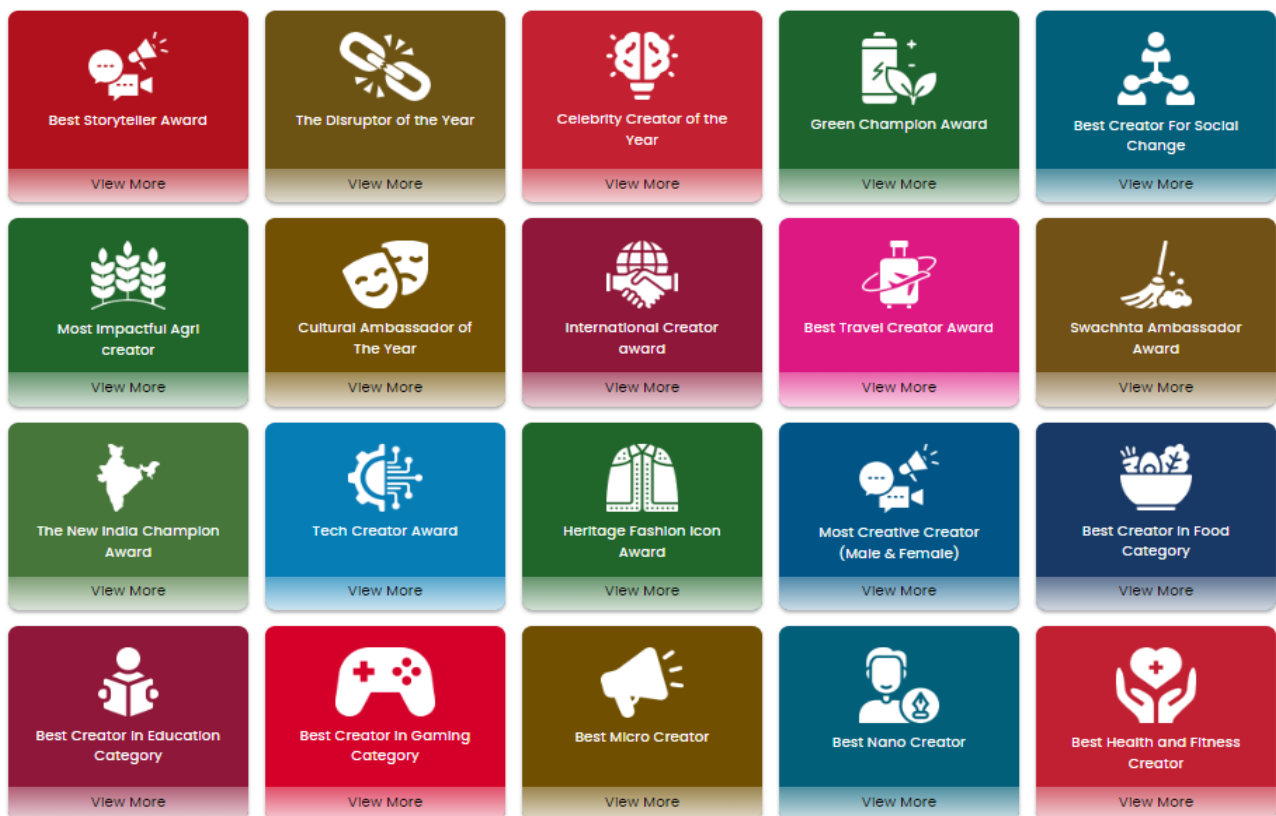 Best Storyteller Award
View More
The Disruptor of the Year
View More
Celebrity Creator of the
Year
View More
Green Champion Award
View More
Best Creator For Social
Change
View More
Most Impactful Agri
creator
View More
Cultural Ambassador of
The Year
View More
International Creator
award
View More
Best Travel Creator Award
View More
Swachhta Ambassador
Award
View More
The New India Champion
Award
View More
Tech Creator Award
View More
Heritage Fashion Icon
Award
View More
Most Creative Creator
(Male & Female)
View More
Best Creator In Food
Category
View More
Best Creator In Education
Category
View More
Best Creator In Gaming
Category
View More
Best Micro Creator
View More
Best Nano Creator
View More
Best Health and Fitness
Creator
View More